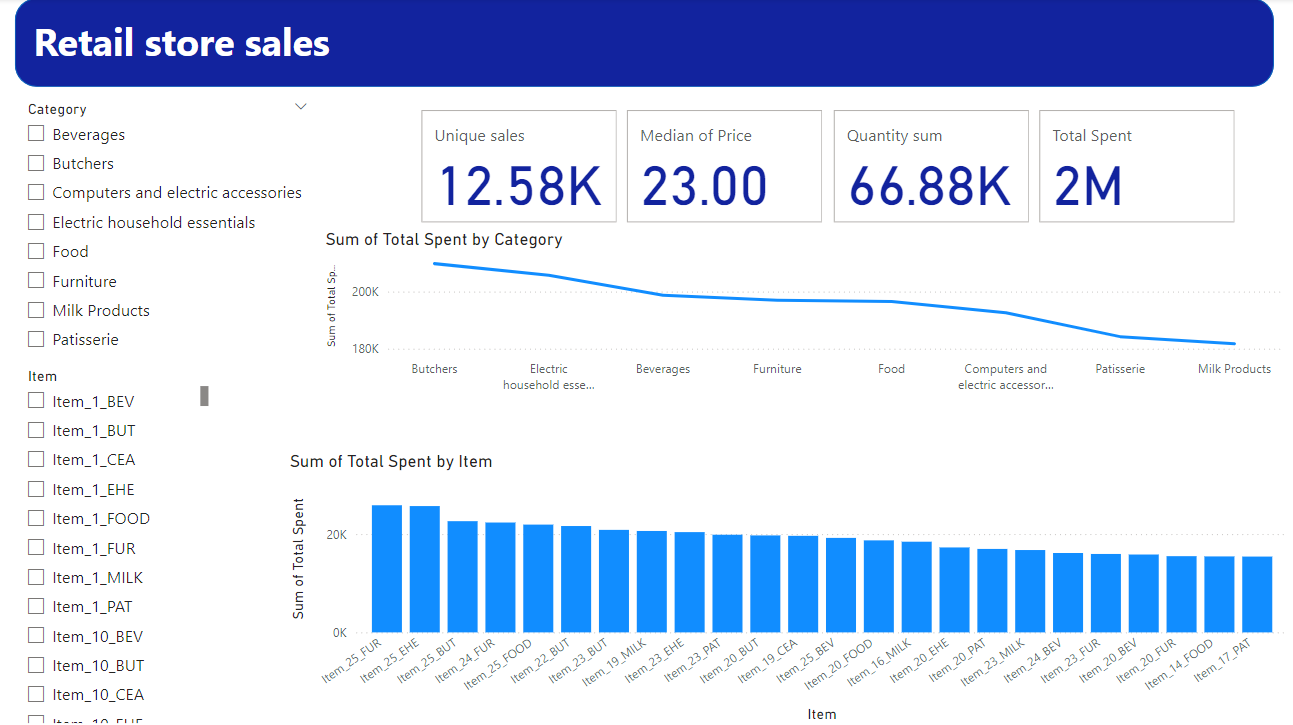 Retail store sales
Category
Beverages
Butchers
Computers and electric accessories
Electric household essentials
Food
Furniture
Milk Products
Patisserie
Item
Item_1_BEV
Item_1_BUT
Item_1_CEA
Item_1_EHE
Item_1_FOOD
Item_1_FUR
Item_1_MILK
Item_1_PAT
Item_10_BEV
Item_10_BUT
Item_10_CEA
Item_10_EHE
Unique sales
12.58K
Median of Price
23.00
Quantity sum
66.88K
Total Spent
2M
Sum of Total Spent by Category
Sum of Total Sp...
200K
180K
Butchers
Electric
household esse...
Beverages
Furniture
Food
Computers and
electric accessor...
Patisserie
Milk Products
Sum of Total Spent by Item
Sum of Total Spent
20K
0K
Item_25_FUR
Item_25_EHE
Item_25_BUT
Item_24_FUR
Item_25_FOOD
Item_22_BUT
Item_23_BUT
Item_19_MILK
Item_23_EHE
Item_23_PAT
Item_20_BUT
Item_19_CEA
Item_25_BEV
Item_20_FOOD
Item_16_MILK
Item_20_EHE
Item_20_PAT
Item_23_MILK
Item_24_BEV
Item_23_FUR
Item_20_BEV
Item_20_FUR
Item_14_FOOD
Item_17_PAT
Item